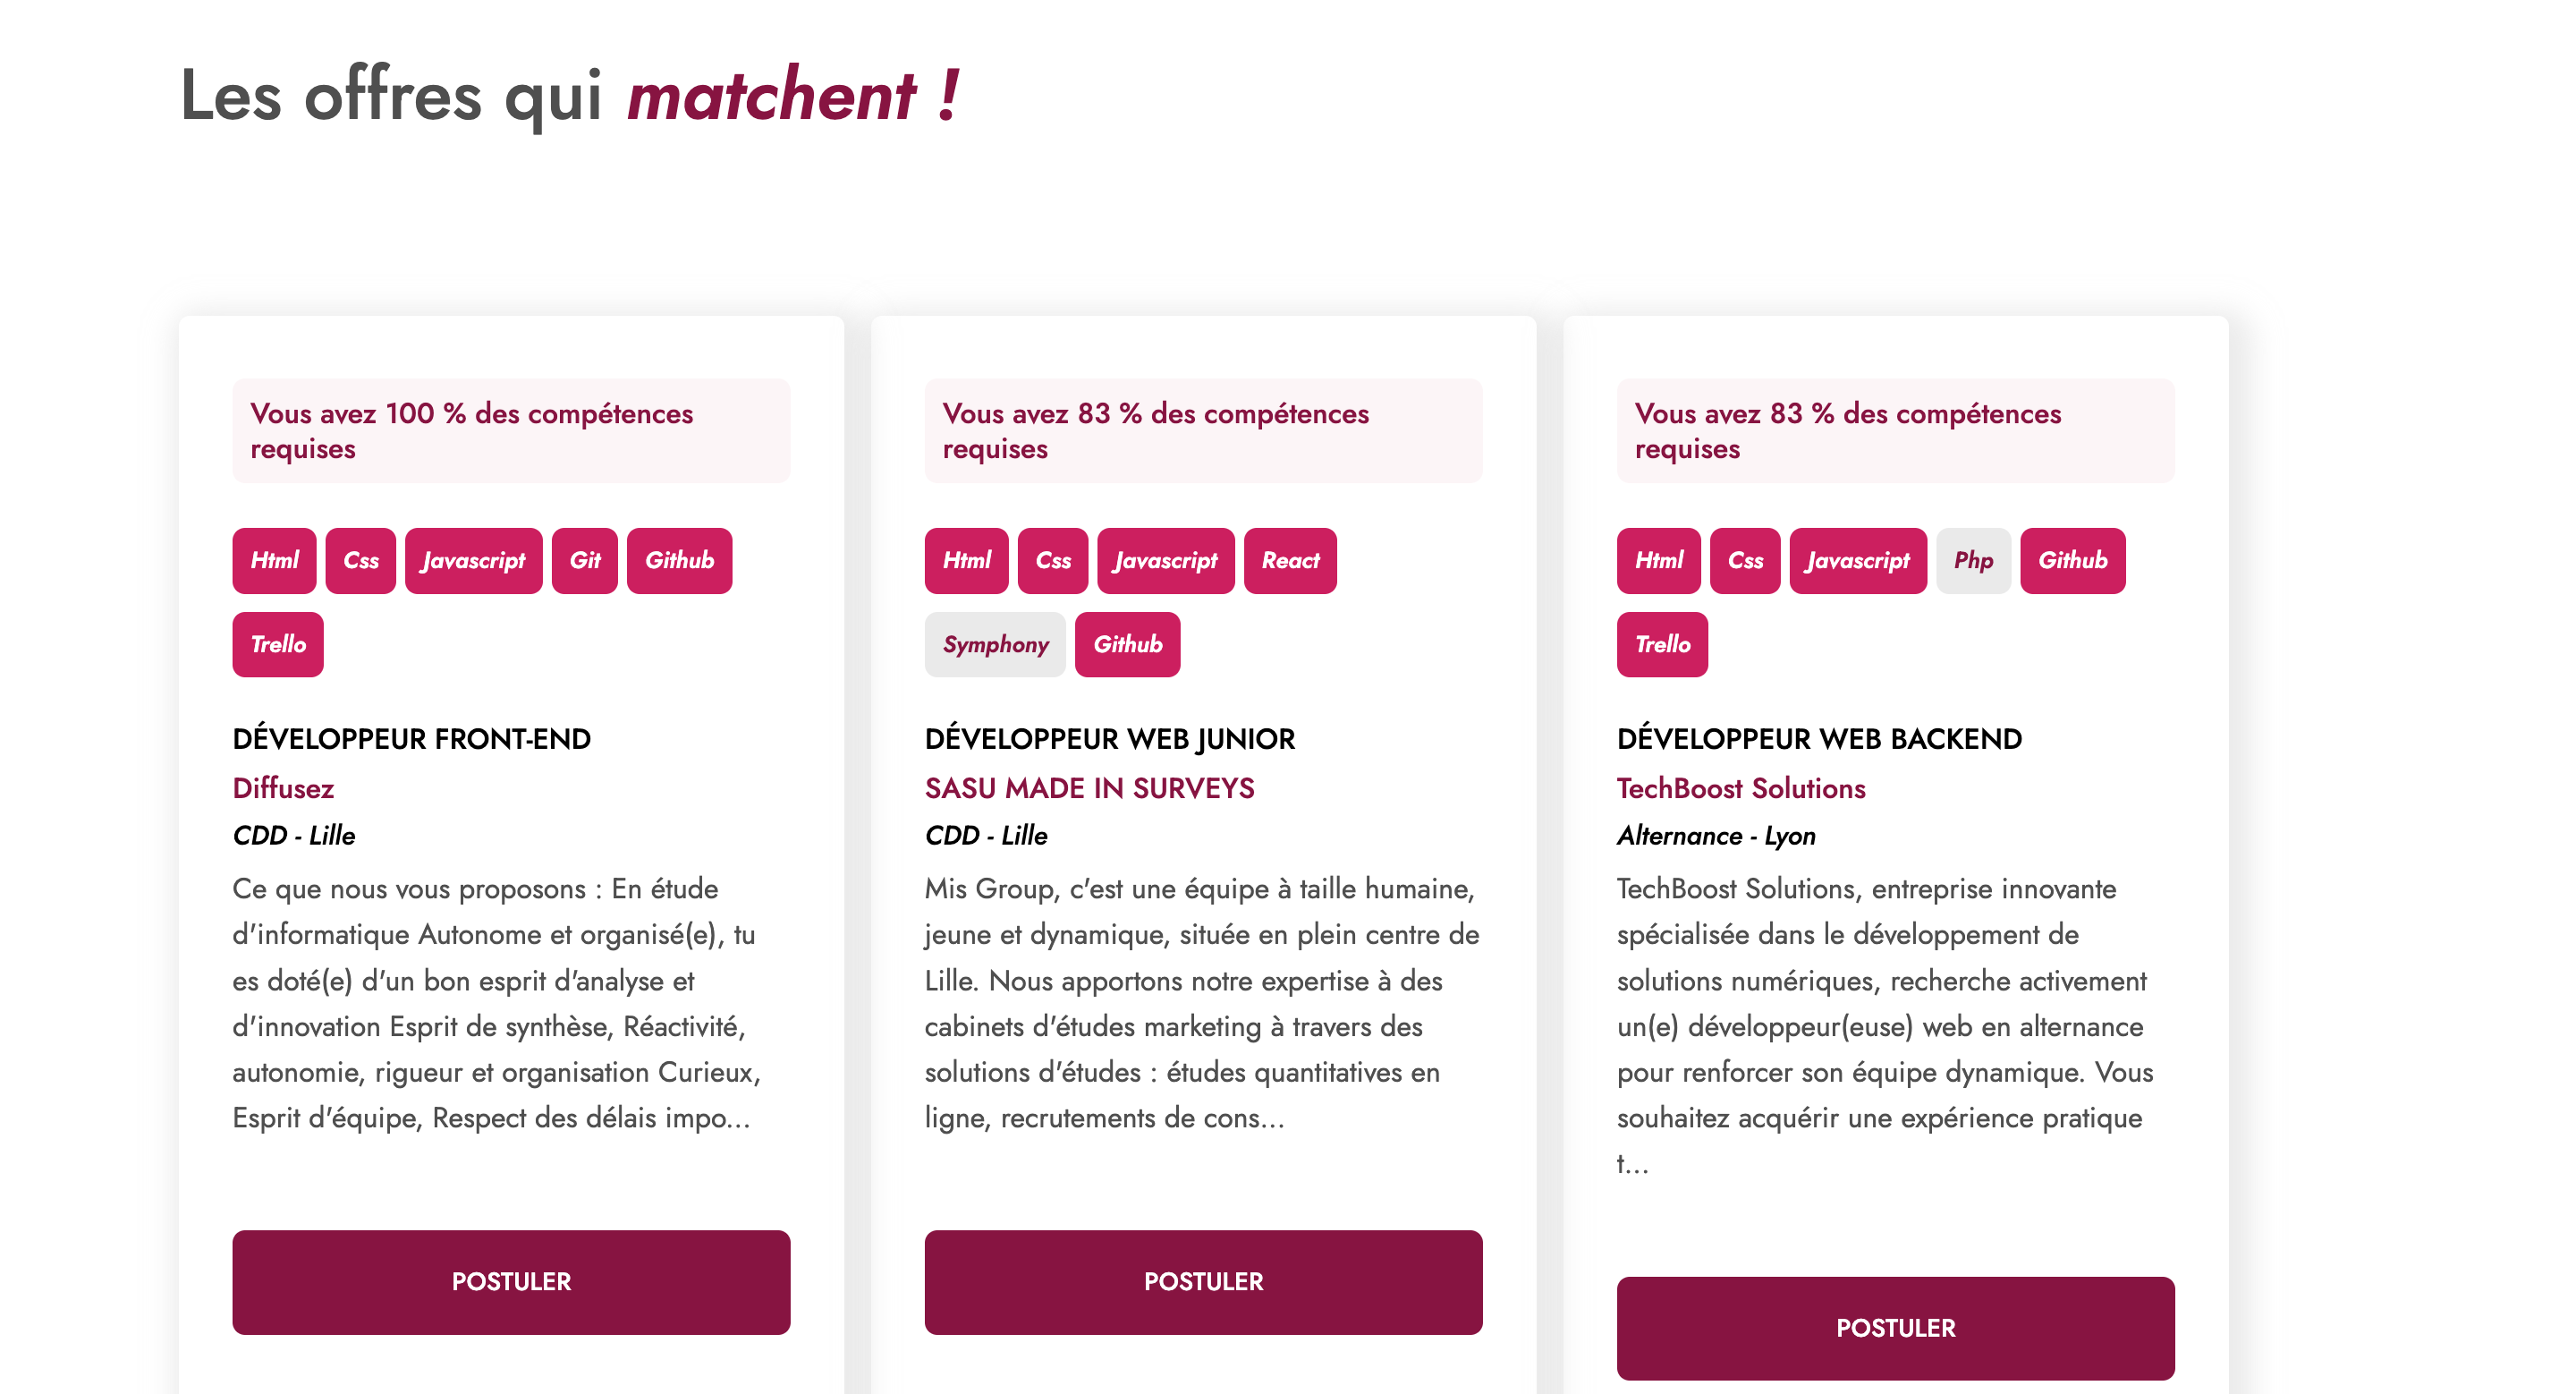 Les offres qui matchent !
Vous avez 100 % des compétences
requises
Html Css Javascript Git Github
Trello
DÉVELOPPEUR FRONT-END
Diffusez
CDD - Lille
Ce que nous vous proposons : En étude
d'informatique Autonome et organisé(e), tu
es doté(e) d'un bon esprit d'analyse et
d'innovation Esprit de synthèse, Réactivité,
autonomie, rigueur et organisation Curieux,
Esprit d'équipe, Respect des délais impo...
POSTULER
Vous avez 83 % des compétences
requises
Html Css Javascript React
Symphony Github
DÉVELOPPEUR WEB JUNIOR
SASU MADE IN SURVEYS
CDD - Lille
Mis Group, c'est une équipe à taille humaine,
jeune et dynamique, située en plein centre de
Lille. Nous apportons notre expertise à des
cabinets d'études marketing à travers des
solutions d'études : études quantitatives en
ligne, recrutements de cons...
POSTULER
Vous avez 83 % des compétences
requises
Html Css Javascript Php Github
Trello
DÉVELOPPEUR WEB BACKEND
TechBoost Solutions
Alternance - Lyon
TechBoost Solutions, entreprise innovante
spécialisée dans le développement de
solutions numériques, recherche activement
un(e) développeur(euse) web en alternance
pour renforcer son équipe dynamique. Vous
souhaitez acquérir une expérience pratique
t...
POSTULER